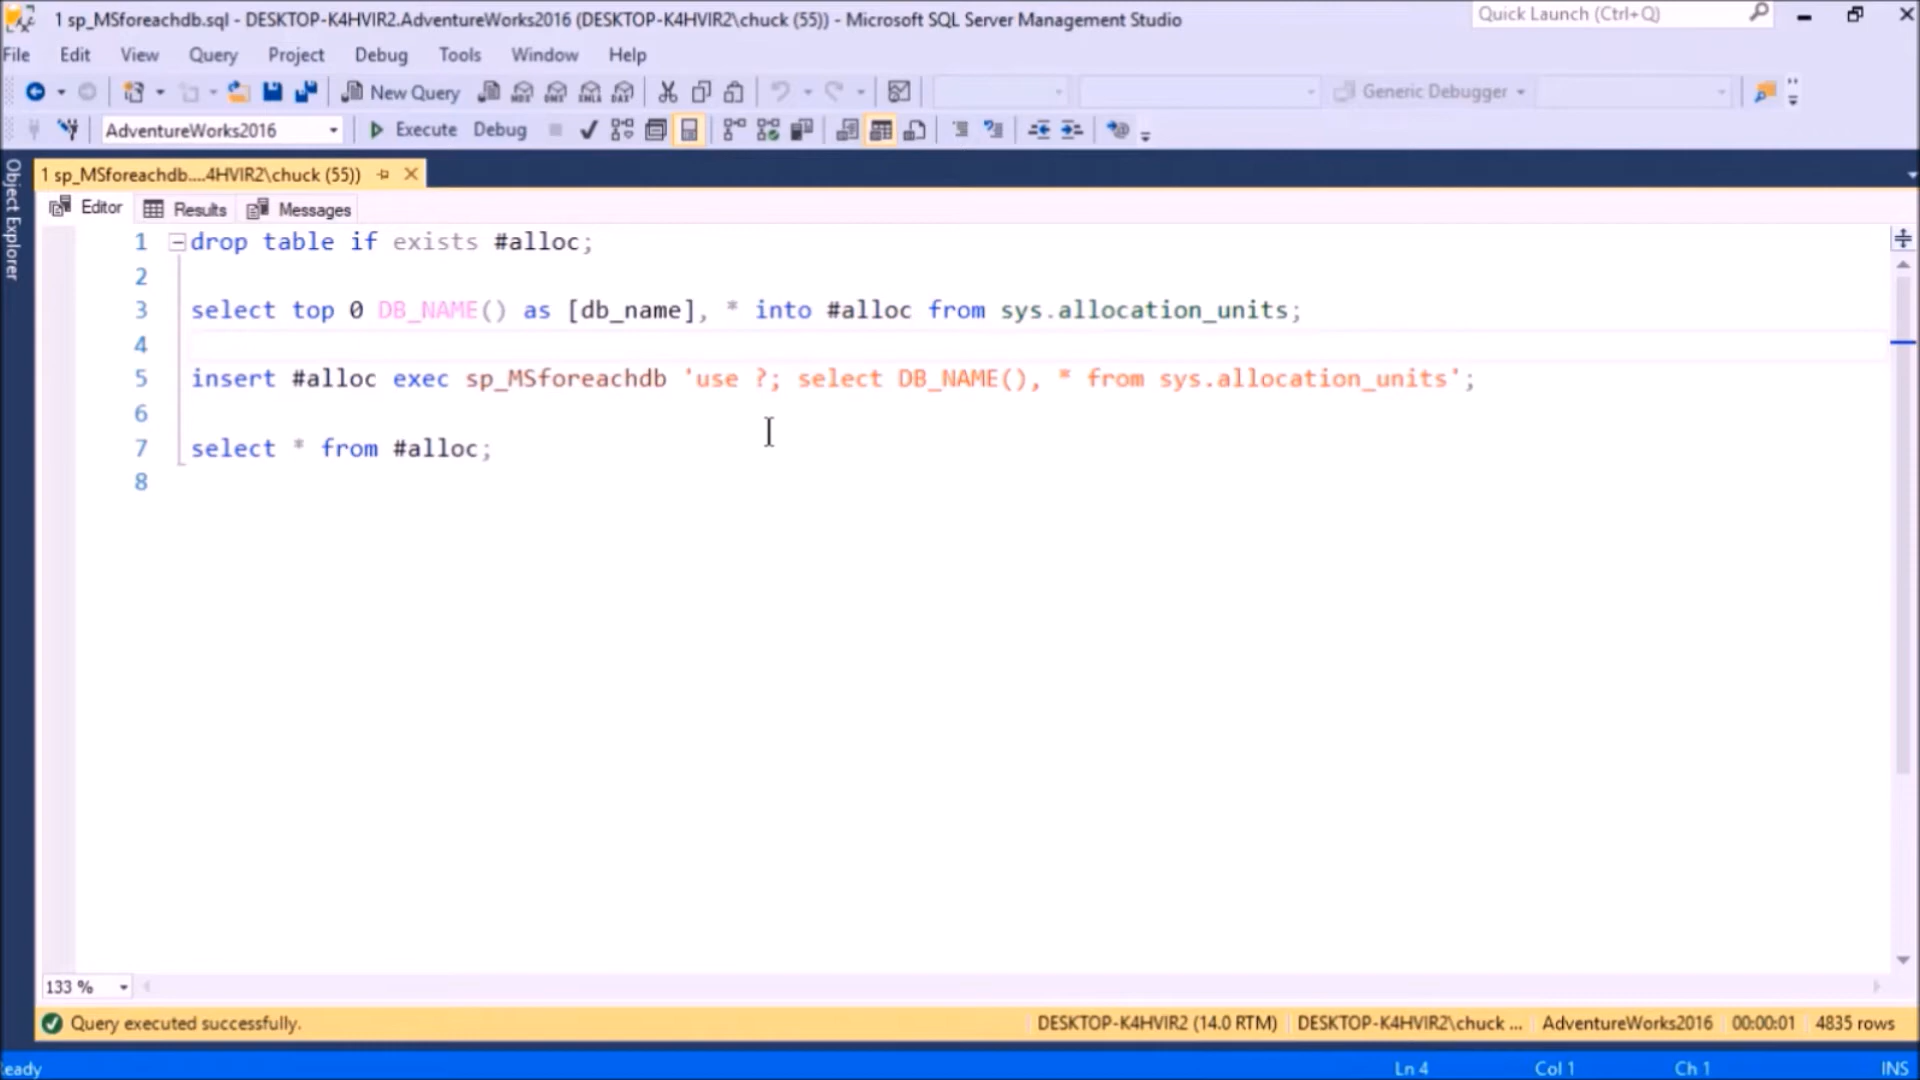 1 sp_MSforeachdb.sql - DESKTOP-K4HVIR2.AdventureWorks2016 (DESKTOP-K4HVIR2\chuck (55)) - Microsoft SQL Server Management Studio
Quick Launch (Ctrl+Q)
File Edit View Query Project Debug Tools Window Help
New Query MDX DMX XMLA DAX Generic Debugger
AdventureWorks2016 Execute Debug
1 sp_MSforeachdb....4HVIR2\chuck (55))
Object Explorer
Editor Results Messages
1 drop table if exists #alloc;
2
3 select top 0 DB_NAME() as [db_name], * into #alloc from sys.allocation_units;
4
5 insert #alloc exec sp_MSforeachdb 'use ?; select DB_NAME(), * from sys.allocation_units';
6
7 select * from #alloc;
8
133 %
Query executed successfully. DESKTOP-K4HVIR2 (14.0 RTM) DESKTOP-K4HVIR2\chuck ... AdventureWorks2016 00:00:01 4835 rows
eady Ln 4 Col 1 Ch 1 INS